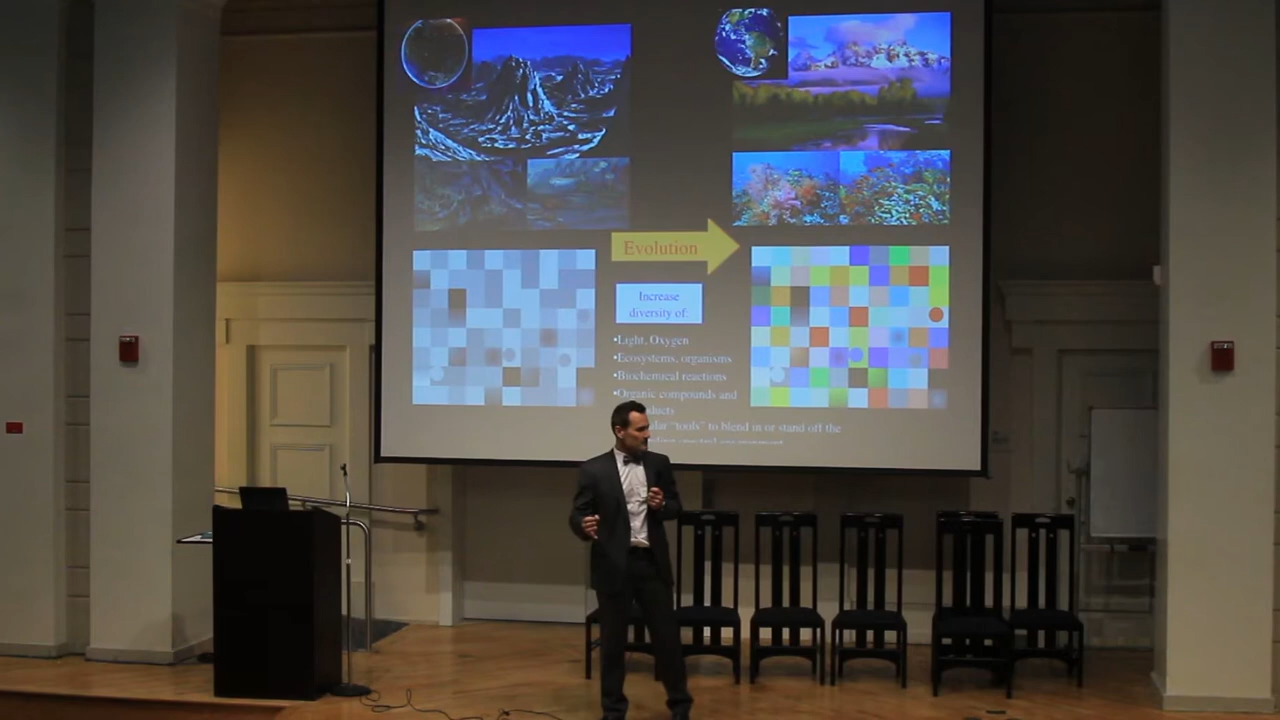 Evolution
Increase
diversity of:
•Light, Oxygen
•Ecosystems, organisms
•Biochemical reactions
•Organic compounds and
"tools" to blend in or stand off the